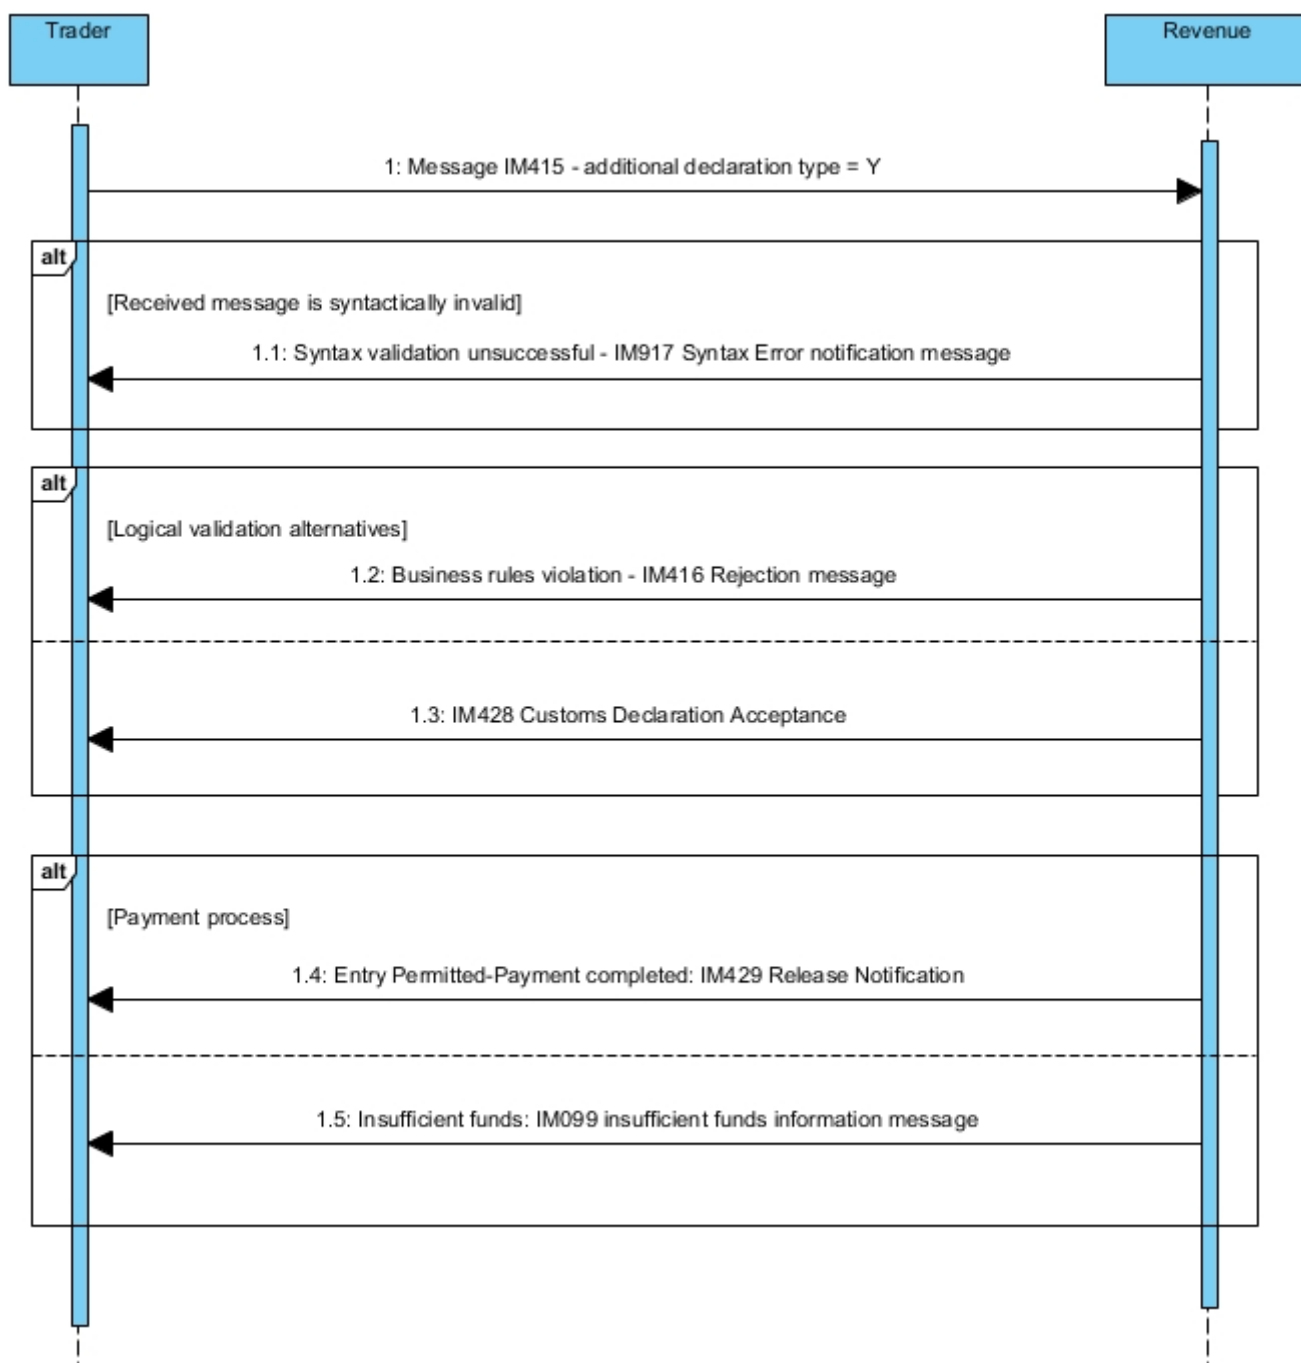 Trader
Revenue
1: Message IM415 - additional declaration type = Y
alt
[Received message is syntactically invalid]
1.1: Syntax validation unsuccessful - IM917 Syntax Error notification message
alt
[Logical validation alternatives]
1.2: Business rules violation - IM416 Rejection message
1.3: IM428 Customs Declaration Acceptance
alt
[Payment process]
1.4: Entry Permitted-Payment completed: IM429 Release Notification
1.5: Insufficient funds: IM099 insufficient funds information message